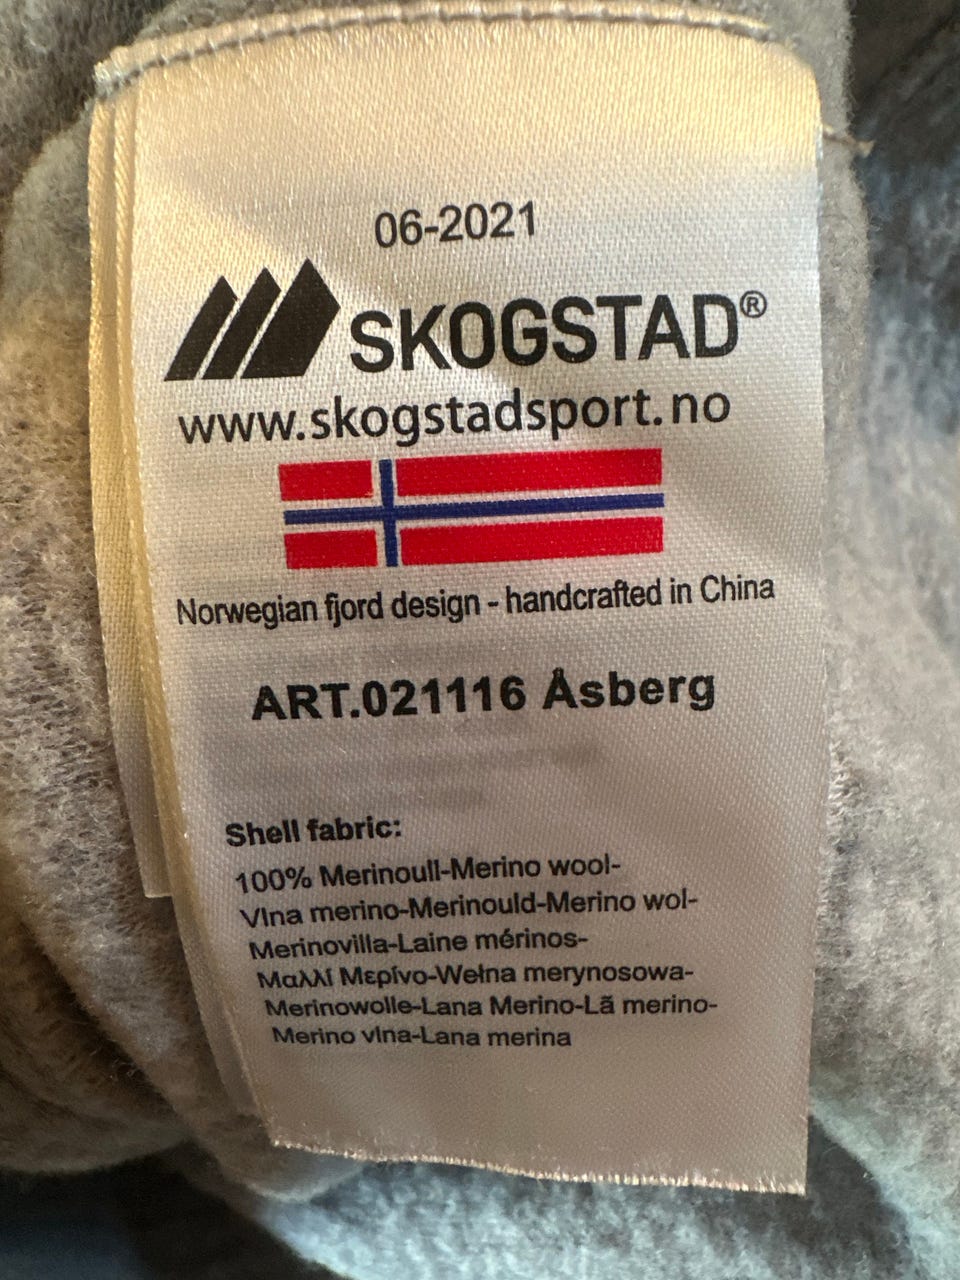 06-2021
SKOGSTAD®
www.skogstadsport.no
Norwegian fjord design - handcrafted in China
ART.021116 Åsberg
Shell fabric:
100% Merinoull-Merino wool-
Vlna merino-Merinould-Merino wol-
Merinovilla-Laine mérinos-
Μαλλί Μερίνο-Wełna merynosowa-
Merinowolle-Lana Merino-Lã merino-
Merino vlna-Lana merina